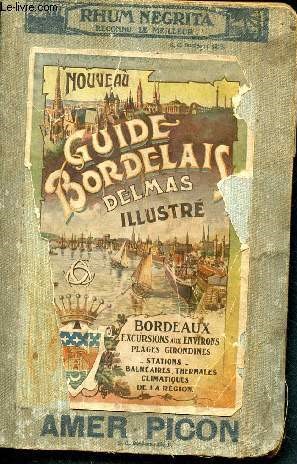 Le-livre.fr
RHUM NEGRITA
RECONNU LE MEILLEUR
NOUVEAU
GUIDE
BORDELAIS
DELMAS
ILLUSTRÉ
BORDEAUX
EXCURSIONS AUX ENVIRONS
PLAGES GIRONDINES
- STATIONS -
BALNÉAIRES, THERMALES
CLIMATIQUES
DE LA RÉGION.
AMER PICON